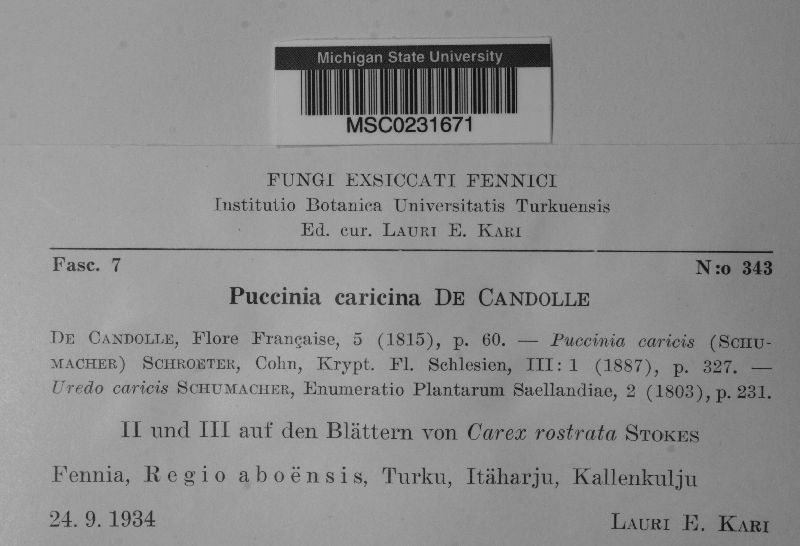 Michigan State University
MSC0231671
FUNGI EXSICCATI FENNICI
Institutio Botanica Universitatis Turkuensis
Ed. cur. LAURI E. KARI
Fasc. 7 N:o 343
Puccinia caricina DE CANDOLLE
DE CANDOLLE, Flore Française, 5 (1815), p. 60. — Puccinia caricis (SCHU-
MACHER) SCHROETER, Cohn, Krypt. Fl. Schlesien, III: 1 (1887), p. 327. —
Uredo caricis SCHUMACHER, Enumeratio Plantarum Saellandiae, 2 (1803), p. 231.
II und III auf den Blättern von Carex rostrata STOKES
Fennia, Regio aboënsis, Turku, Itäharju, Kallenkulju
24. 9. 1934 LAURI E. KARI